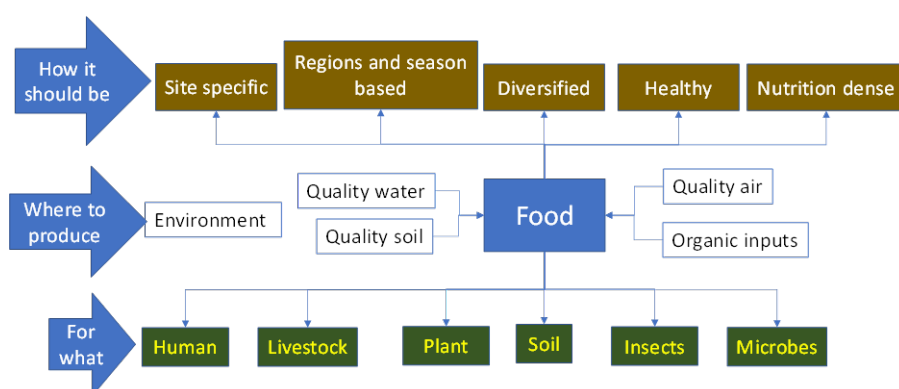 How it
should be
Site specific
Regions and season
based
Diversified
Healthy
Nutrition dense
Where to
produce
Environment
Quality water
Quality soil
Food
Quality air
Organic inputs
For
what
Human
Livestock
Plant
Soil
Insects
Microbes